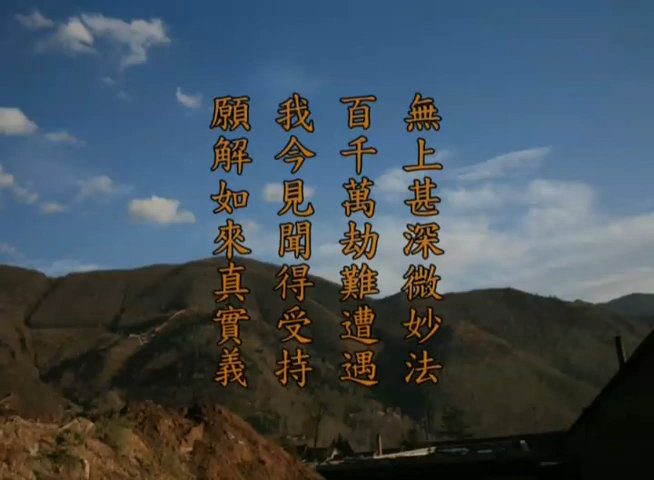 無上甚深微妙法
百千萬劫難遭遇
我今見聞得受持
願解如來真實義